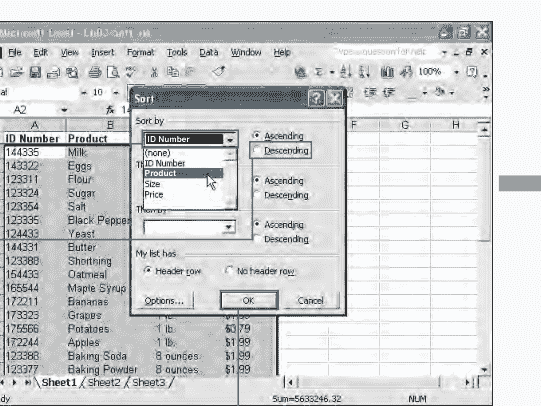 Microsoft Excel -
File Edit View Insert Format Tools Data Window Help
100%
10
A2 fx
Sort
Sort by
ID Number
Ascending
Descending
(none)
ID Number
Product
Size
Price
Ascending
Descending
Then by
Ascending
Descending
My list has
Header row No header row
Options... OK Cancel
A B F G H
ID Number Product
144335 Milk
143322 Eggs
123311 Flour
123324 Sugar
123354 Salt
123335 Black Pepper
124433 Yeast
144331 Butter
123388 Shortning
154433 Oatmeal
165544 Maple Syrup
172211 Bananas
173323 Grapes 1 lb.
175566 Potatoes 1 lb. $0.79
172244 Apples 1 lb. $1.99
123388 Baking Soda 8 ounces $1.99
123377 Baking Powder 8 ounces $1.99
Sheet1 Sheet2 Sheet3
Sum=5633246.32 NUM